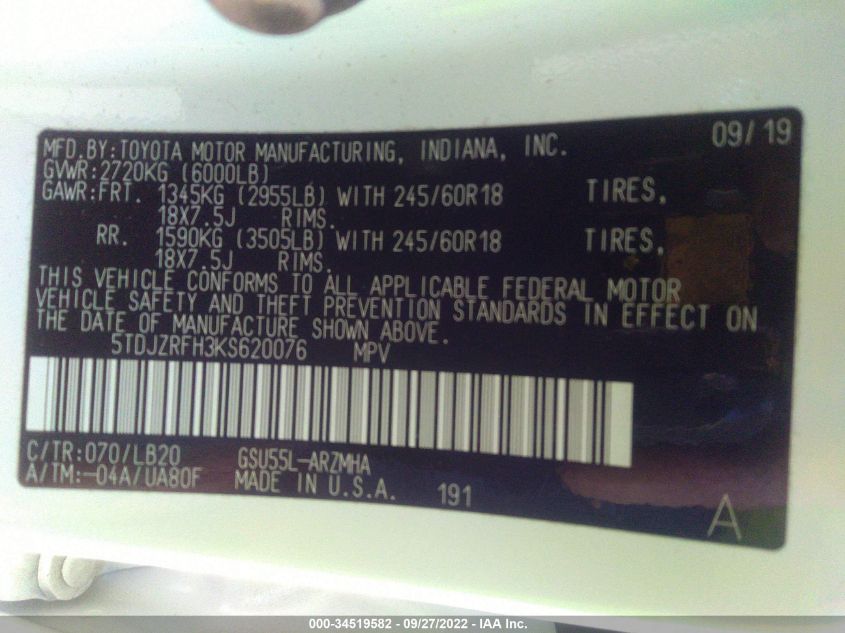 MFD.BY:TOYOTA MOTOR MANUFACTURING, INDIANA, INC. 09/19
GVWR:2720KG (6000LB)
GAWR:FRT. 1345KG (2955LB) WITH 245/60R18 TIRES,
18X7.5J RIMS.
RR. 1590KG (3505LB) WITH 245/60R18 TIRES,
18X7.5J RIMS.
THIS VEHICLE CONFORMS TO ALL APPLICABLE FEDERAL MOTOR
VEHICLE SAFETY AND THEFT PREVENTION STANDARDS IN EFFECT ON
THE DATE OF MANUFACTURE SHOWN ABOVE.
5TDJZRFH3KS620076 MPV
C/TR:070/LB20 GSU55L-ARZMHA
A/TM:-04A/UA80F MADE IN U.S.A. 191
A
000-34519582 - 09/27/2022 - IAA Inc.